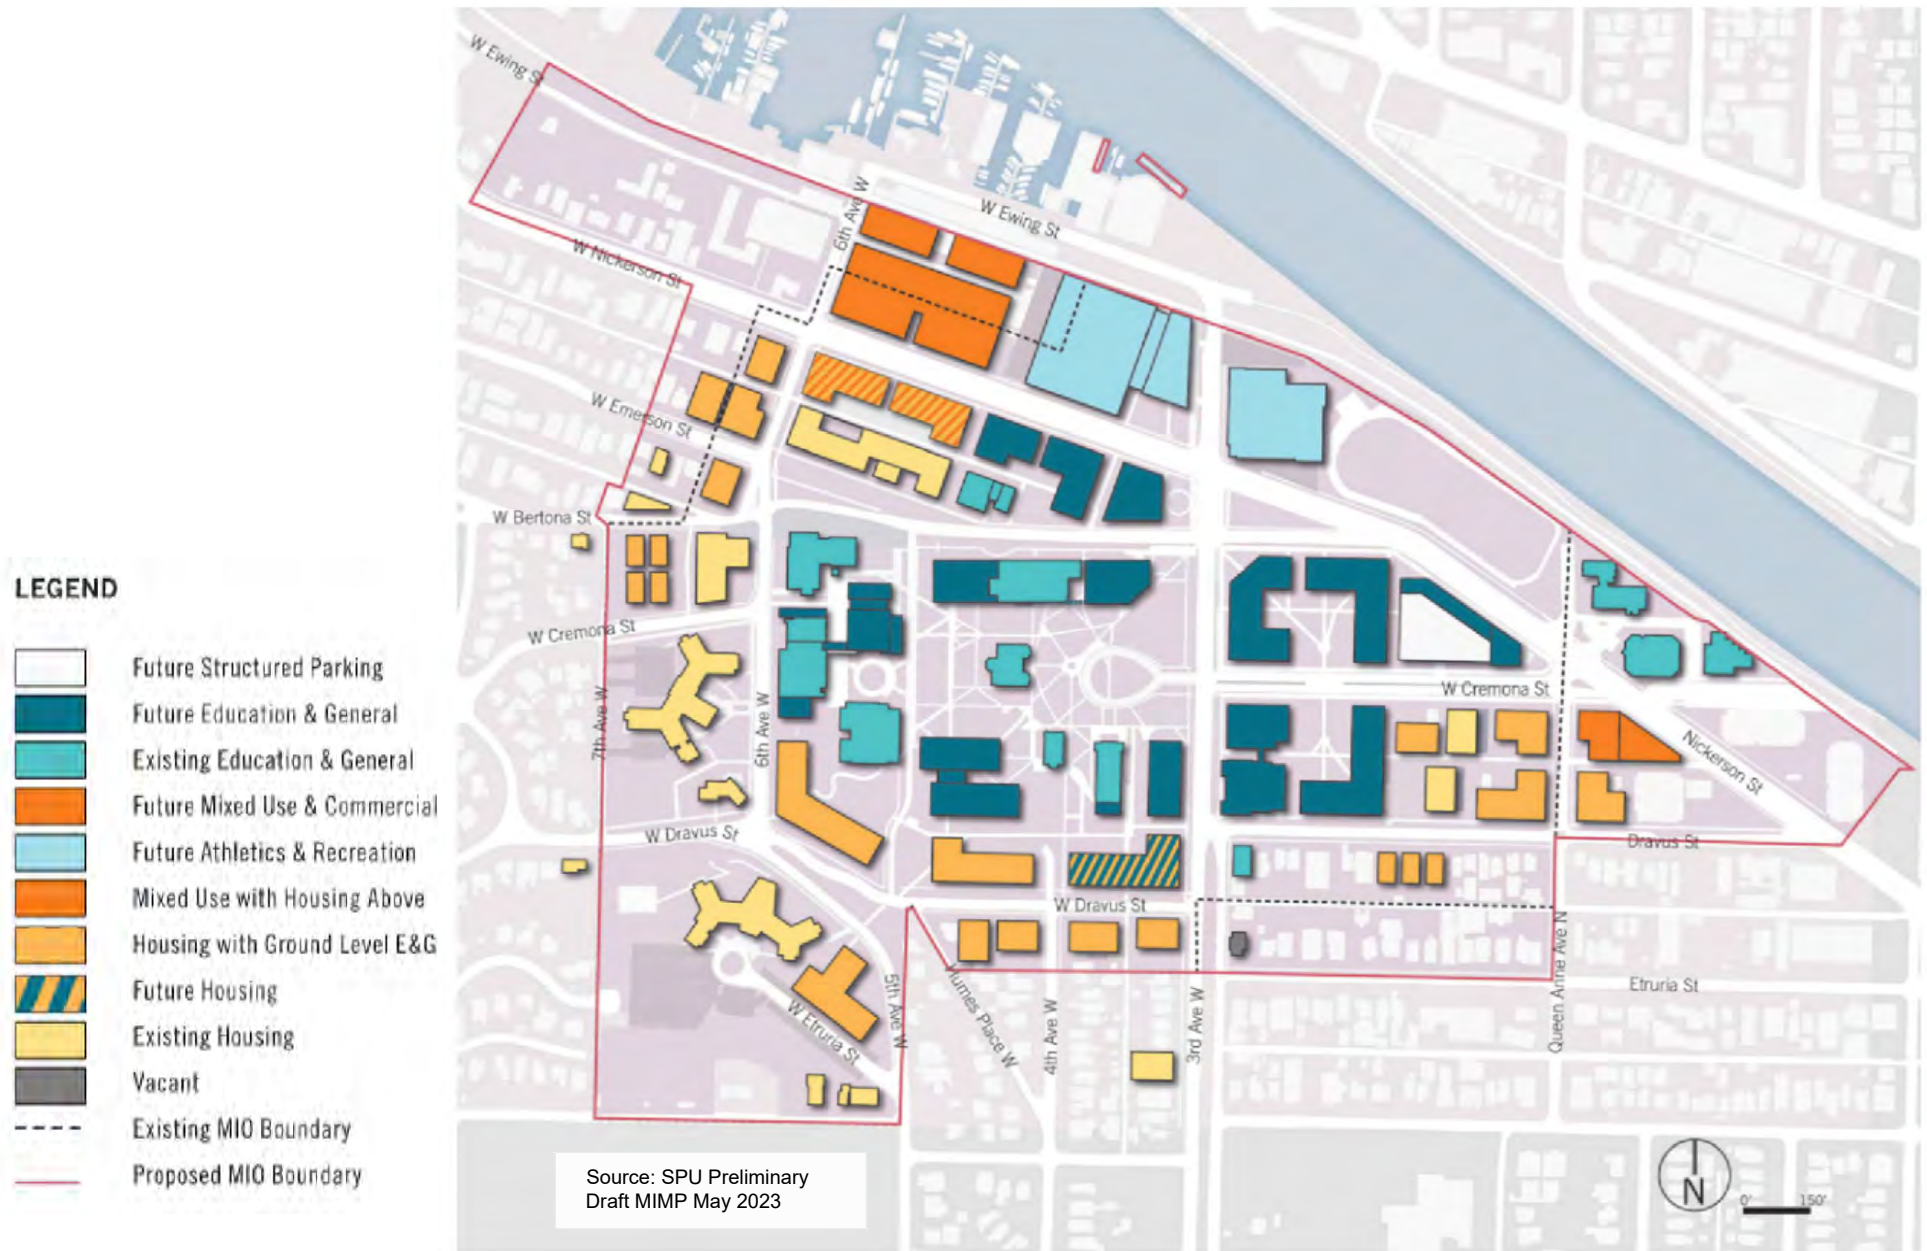 W Ewing St
6th Ave W
W Ewing St
W Nickerson St
W Emerson St
W Bertona St
W Cremona St
7th Ave W
6th Ave W
W Cremona St
Nickerson St
W Dravus St
Dravus St
W Dravus St
5th Ave W
W Etruria St
Humes Place W
4th Ave W
3rd Ave W
Queen Anne Ave N
Etruria St
LEGEND
Future Structured Parking
Future Education & General
Existing Education & General
Future Mixed Use & Commercial
Future Athletics & Recreation
Mixed Use with Housing Above
Housing with Ground Level E&G
Future Housing
Existing Housing
Vacant
Existing MIO Boundary
Proposed MIO Boundary
Source: SPU Preliminary
Draft MIMP May 2023
N
0' 150'